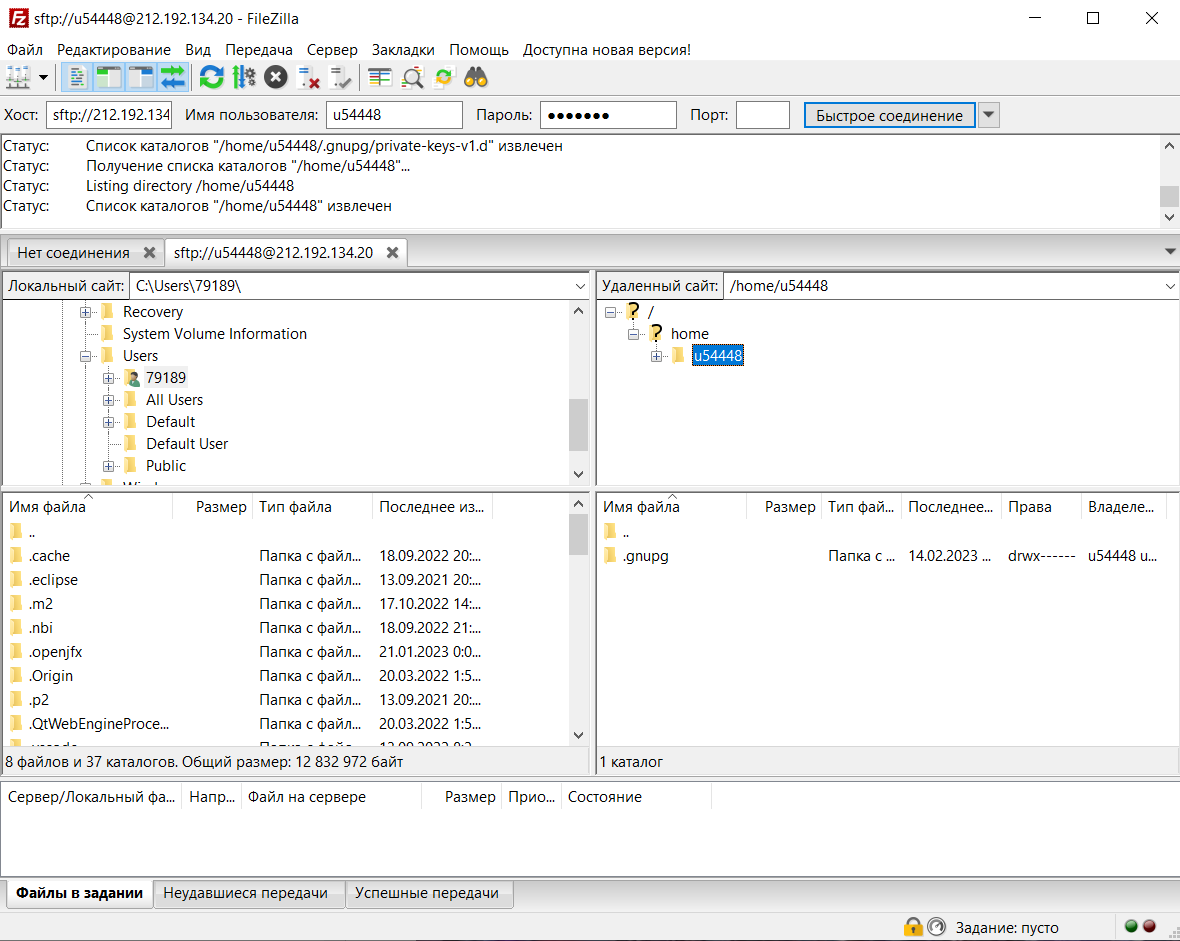 sftp://u54448@212.192.134.20 - FileZilla
Файл Редактирование Вид Передача Сервер Закладки Помощь Доступна новая версия!
Хост: sftp://212.192.134 Имя пользователя: u54448 Пароль: ●●●●●●● Порт: Быстрое соединение
Статус: Список каталогов "/home/u54448/.gnupg/private-keys-v1.d" извлечен
Статус: Получение списка каталогов "/home/u54448"...
Статус: Listing directory /home/u54448
Статус: Список каталогов "/home/u54448" извлечен
Нет соединения sftp://u54448@212.192.134.20
Локальный сайт: C:\Users\79189\
Recovery
System Volume Information
Users
79189
All Users
Default
Default User
Public
Удаленный сайт: /home/u54448
/
home
u54448
Имя файла Размер Тип файла Последнее из...
..
.cache Папка с файл... 18.09.2022 20:...
.eclipse Папка с файл... 13.09.2021 20:...
.m2 Папка с файл... 17.10.2022 14:...
.nbi Папка с файл... 18.09.2022 21:...
.openjfx Папка с файл... 21.01.2023 0:0...
.Origin Папка с файл... 20.03.2022 1:5...
.p2 Папка с файл... 13.09.2021 20:...
.QtWebEngineProce... Папка с файл... 20.03.2022 1:5...
8 файлов и 37 каталогов. Общий размер: 12 832 972 байт
Имя файла Размер Тип фай... Последнее... Права Владеле...
..
.gnupg Папка с ... 14.02.2023 ... drwx------ u54448 u...
1 каталог
Сервер/Локальный фа... Напр... Файл на сервере Размер Прио... Состояние
Файлы в задании Неудавшиеся передачи Успешные передачи
Задание: пусто